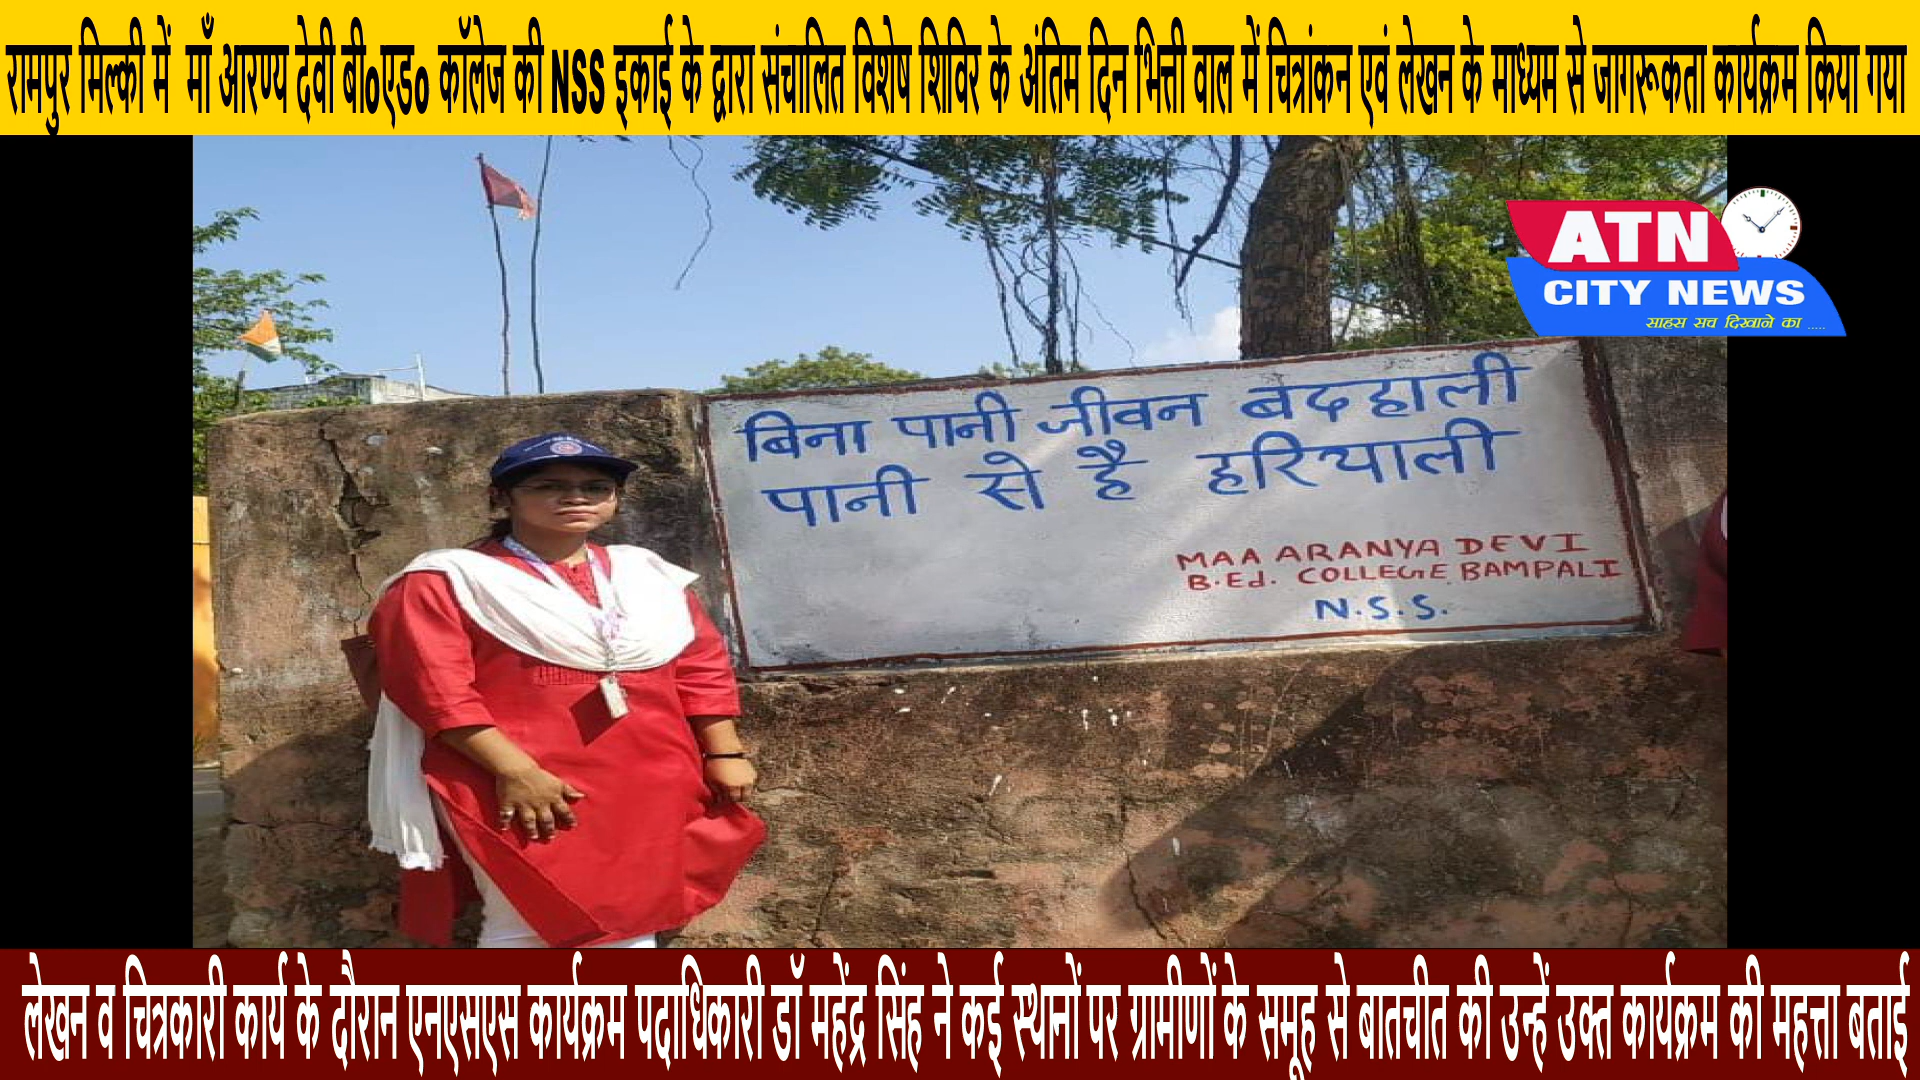 रामपुर मिल्की में माँ आरण्य देवी बी०एड० कॉलेज की NSS इकाई के द्वारा संचालित विशेष शिविर के अंतिम दिन भित्ती वाल में चित्रांकन एवं लेखन के माध्यम से जागरूकता कार्यक्रम किया गया
ATN
CITY NEWS
साहस सच दिखाने का .....
बिना पानी जीवन बदहाली
पानी से है हरियाली
MAA ARANYA DEVI
B.Ed. COLLEGE BAMPALI
N.S.S.
लेखन व चित्रकारी कार्य के दौरान एनएसएस कार्यक्रम पदाधिकारी डॉ महेंद्र सिंह ने कई स्थानों पर ग्रामीणों के समूह से बातचीत की उन्हें उक्त कार्यक्रम की महत्ता बताई